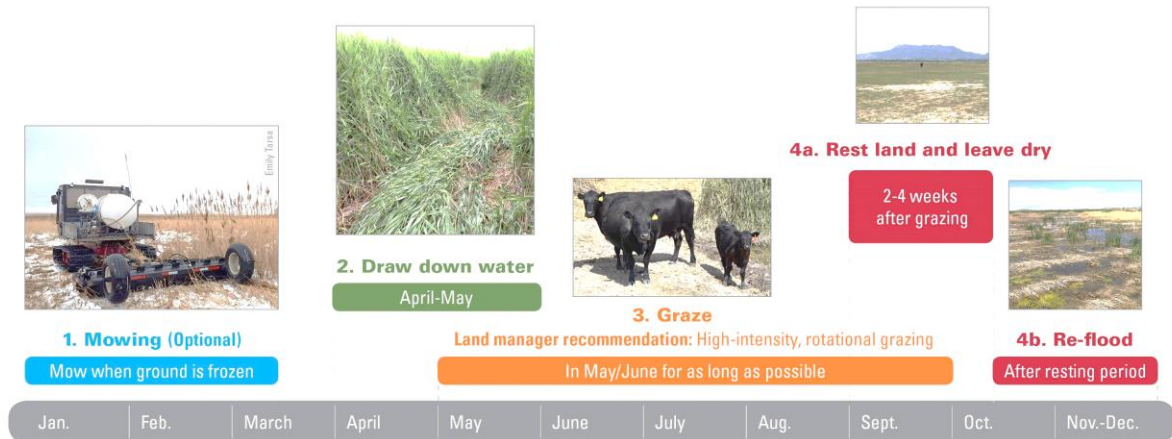 Emily Tarsa
1. Mowing (Optional)
Mow when ground is frozen
2. Draw down water
April-May
3. Graze
Land manager recommendation: High-intensity, rotational grazing
In May/June for as long as possible
4a. Rest land and leave dry
2-4 weeks
after grazing
4b. Re-flood
After resting period
Jan.
Feb.
March
April
May
June
July
Aug.
Sept.
Oct.
Nov.-Dec.